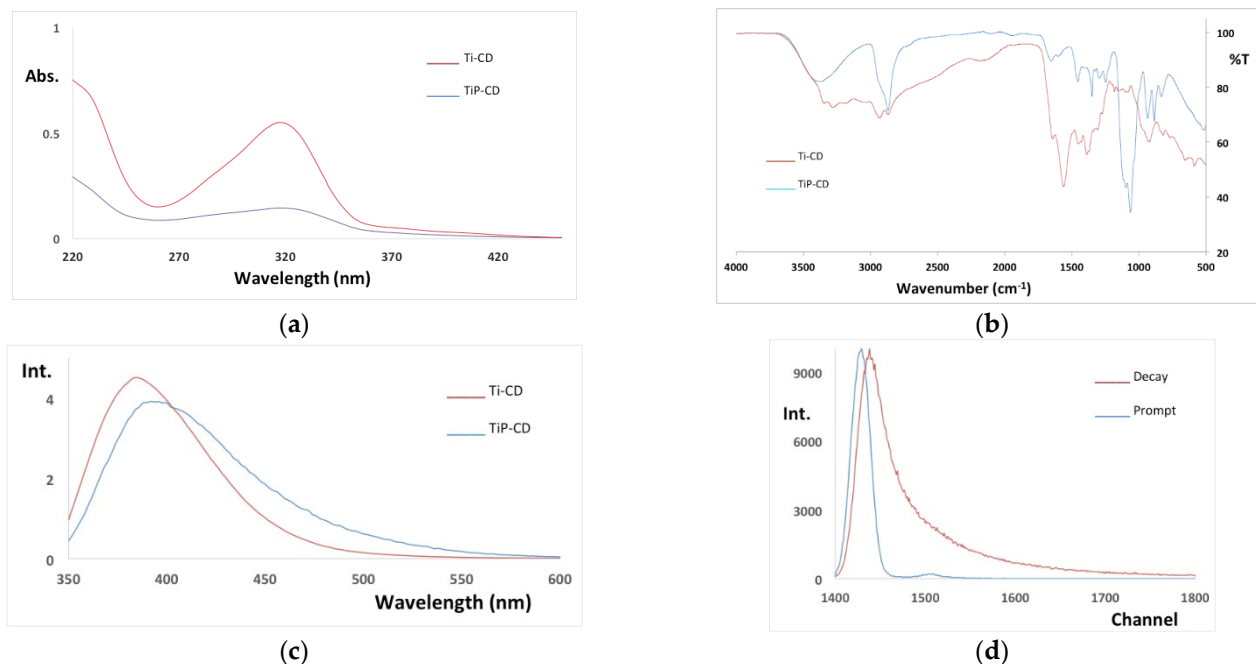 1
Abs.
0.5
0
220
270
320
370
420
Wavelength (nm)
Ti-CD
TiP-CD
(a)
100
%T
80
60
40
20
4000
3500
3000
2500
2000
1500
1000
500
Wavenumber (cm-1)
Ti-CD
TiP-CD
(b)
Int.
4
2
0
350
400
450
500
550
600
Wavelength (nm)
Ti-CD
TiP-CD
(c)
9000
Int.
6000
3000
0
1400
1500
1600
1700
1800
Channel
Decay
Prompt
(d)